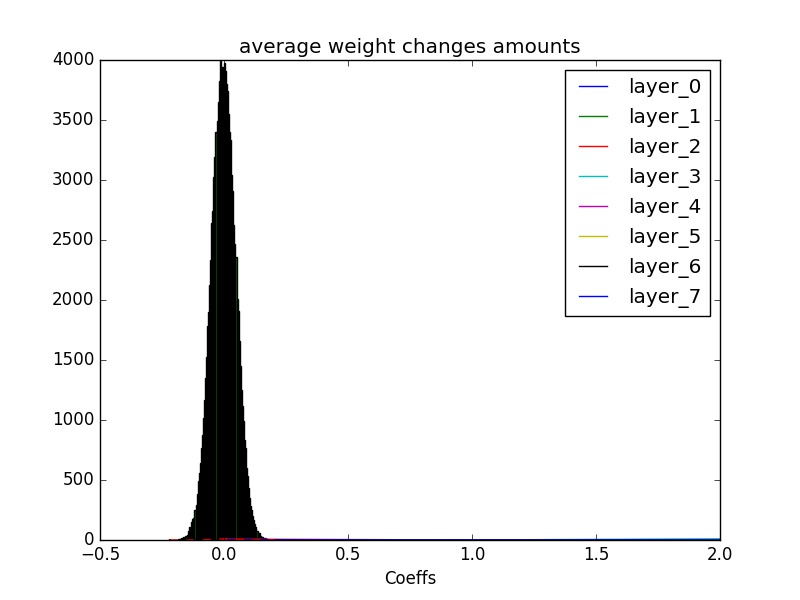 average weight changes amounts
4000
3500
3000
2500
2000
1500
1000
500
0
−0.5 0.0 0.5 1.0 1.5 2.0
Coeffs
layer_0
layer_1
layer_2
layer_3
layer_4
layer_5
layer_6
layer_7